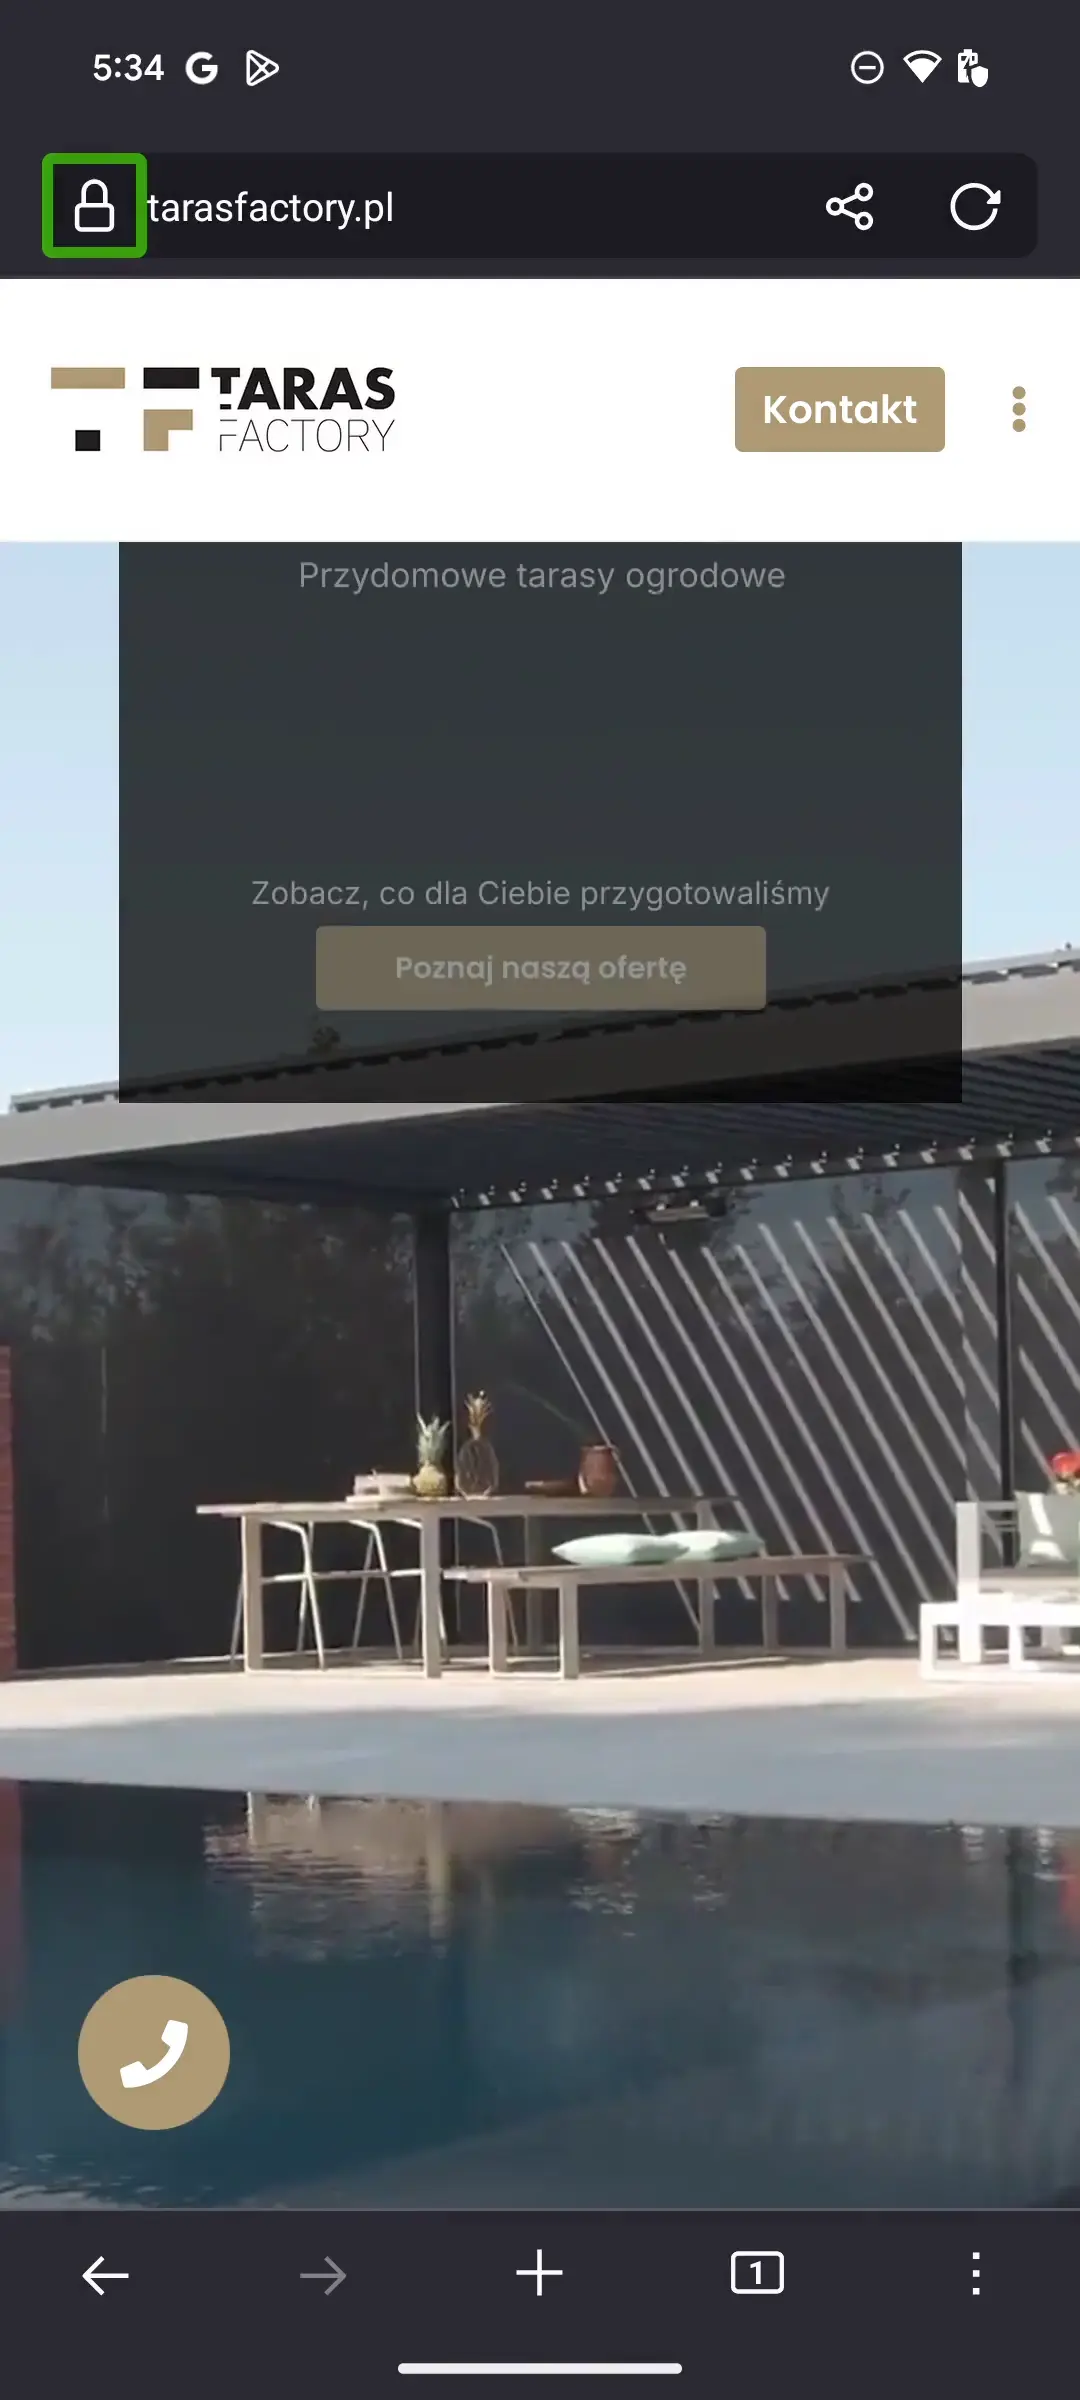 5:34
tarasfactory.pl
TARAS
FACTORY
Kontakt
Przydomowe tarasy ogrodowe
Zobacz, co dla Ciebie przygotowaliśmy
Poznaj naszą ofertę
1